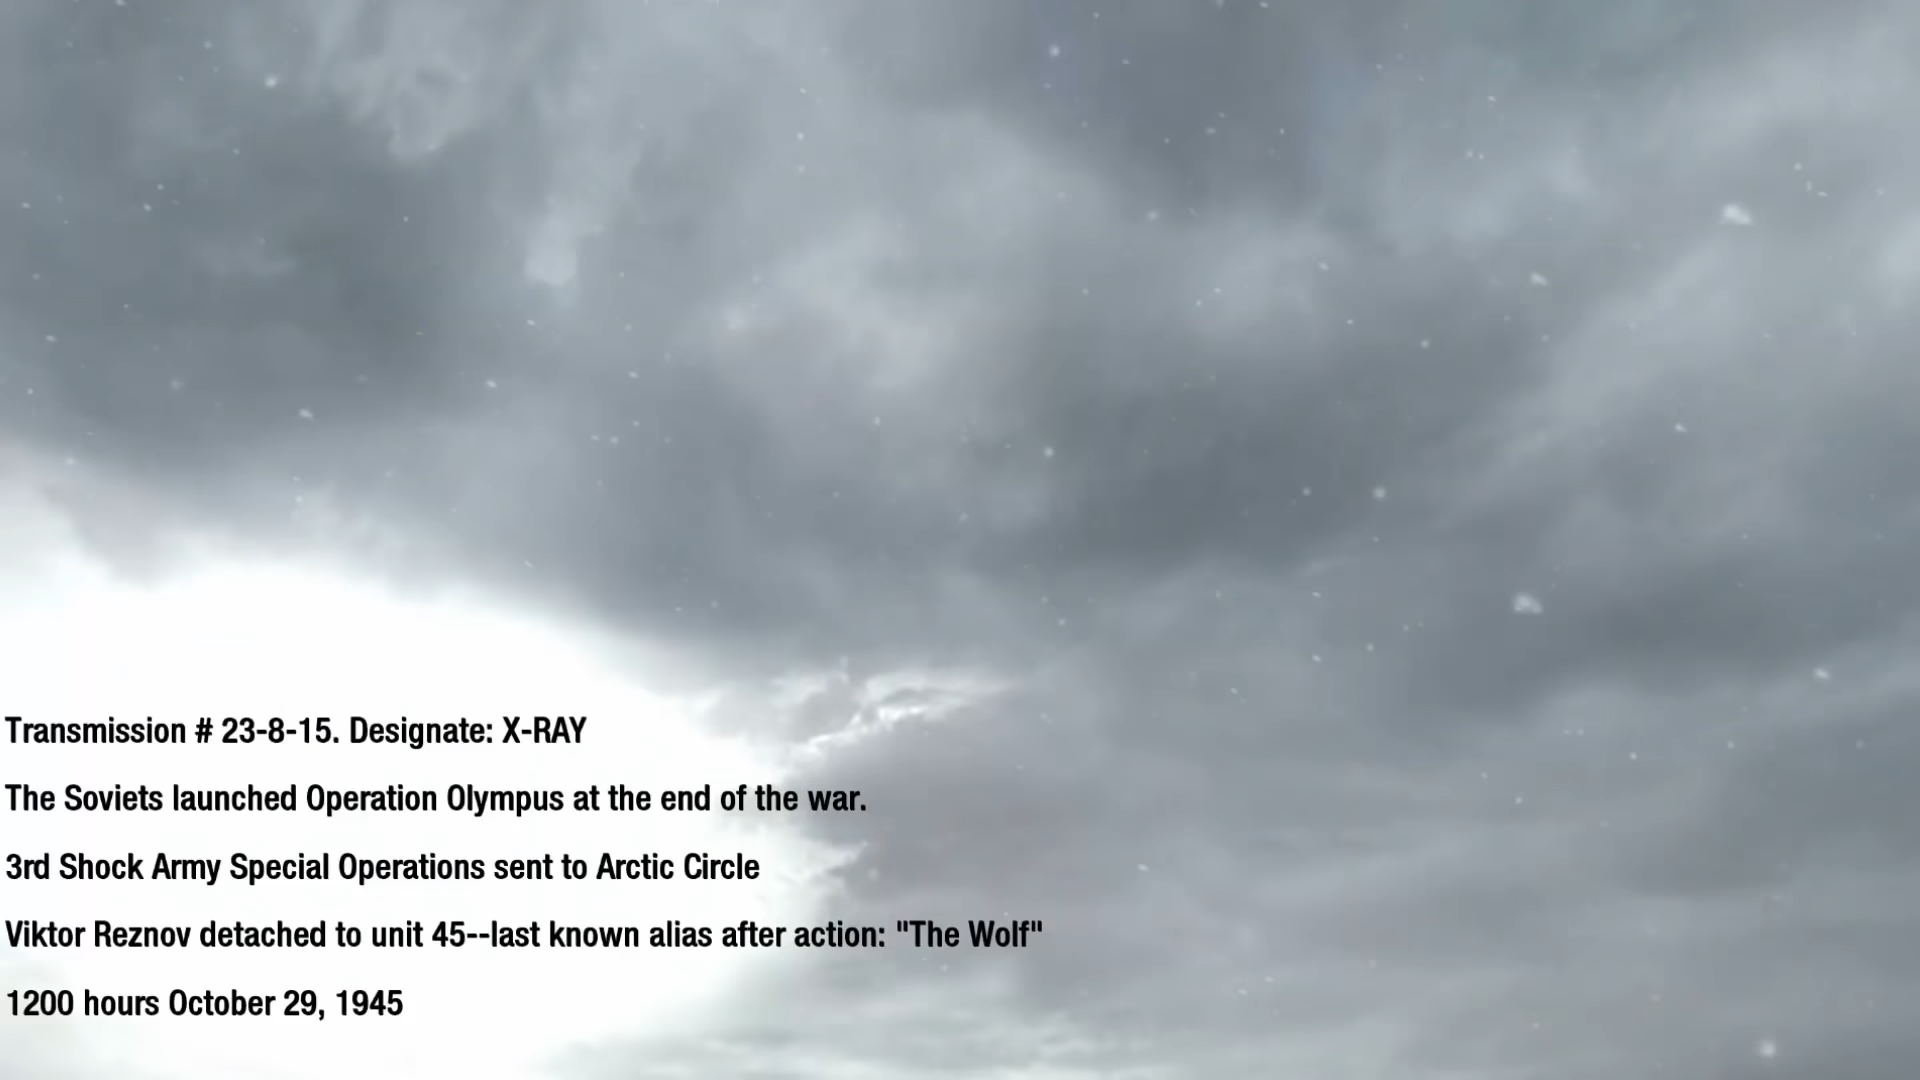 Transmission # 23-8-15. Designate: X-RAY
The Soviets launched Operation Olympus at the end of the war.
3rd Shock Army Special Operations sent to Arctic Circle
Viktor Reznov detached to unit 45--last known alias after action: "The Wolf"
1200 hours October 29, 1945